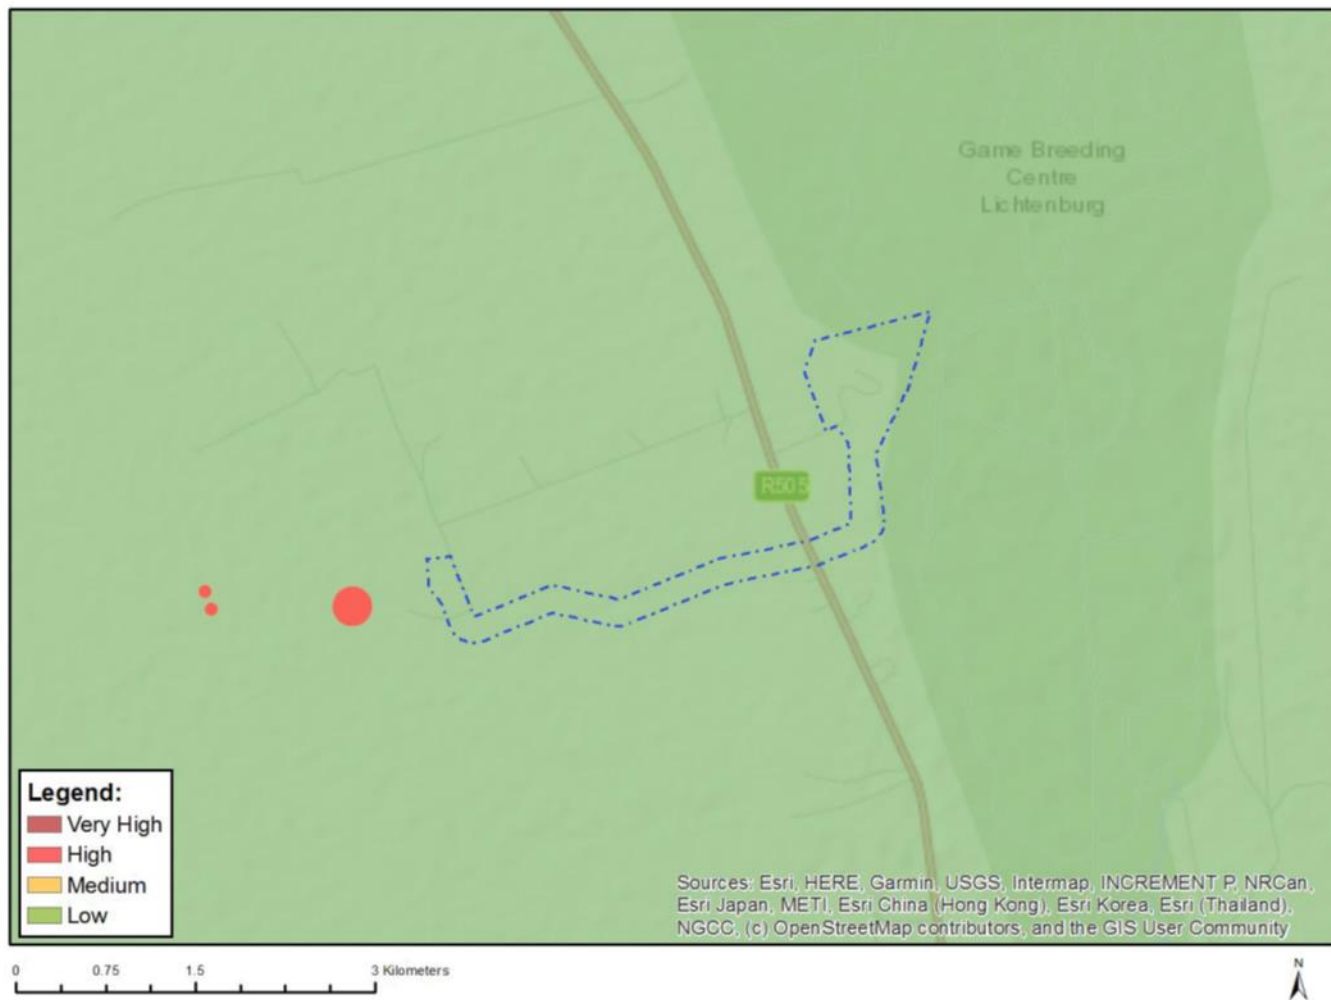 Game Breeding
Centre
Lichtenburg
R505
Legend:
Very High
High
Medium
Low
Sources: Esri, HERE, Garmin, USGS, Intermap, INCREMENT P, NRCan,
Esri Japan, METI, Esri China (Hong Kong), Esri Korea, Esri (Thailand),
NGCC, (c) OpenStreetMap contributors, and the GIS User Community
0 0.75 1.5 3 Kilometers
N